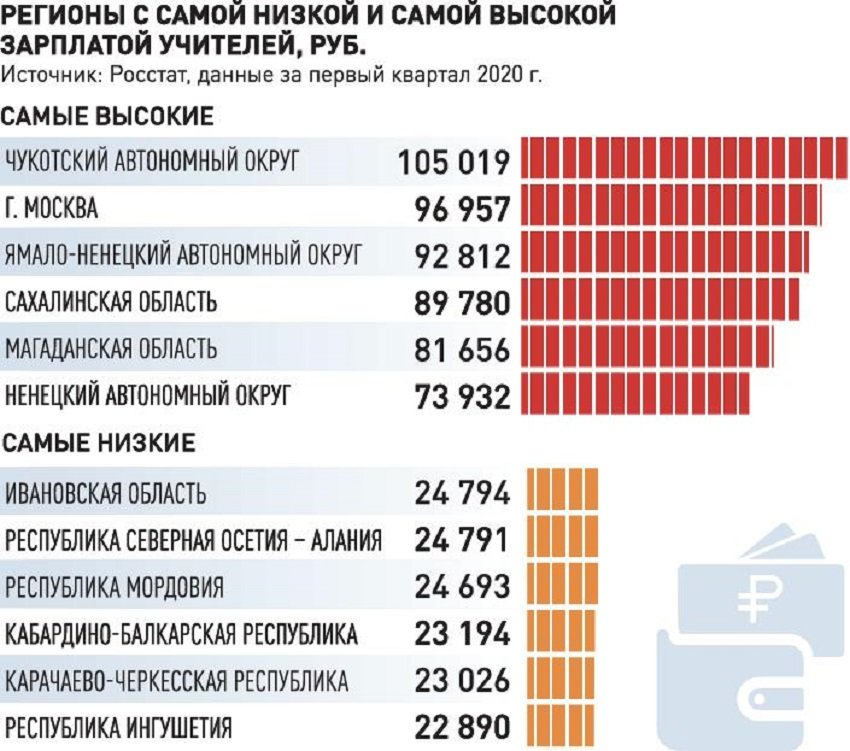 РЕГИОНЫ С САМОЙ НИЗКОЙ И САМОЙ ВЫСОКОЙ
ЗАРПЛАТОЙ УЧИТЕЛЕЙ, РУБ.
Источник: Росстат, данные за первый квартал 2020 г.
САМЫЕ ВЫСОКИЕ
ЧУКОТСКИЙ АВТОНОМНЫЙ ОКРУГ 105 019
Г. МОСКВА 96 957
ЯМАЛО-НЕНЕЦКИЙ АВТОНОМНЫЙ ОКРУГ 92 812
САХАЛИНСКАЯ ОБЛАСТЬ 89 780
МАГАДАНСКАЯ ОБЛАСТЬ 81 656
НЕНЕЦКИЙ АВТОНОМНЫЙ ОКРУГ 73 932
САМЫЕ НИЗКИЕ
ИВАНОВСКАЯ ОБЛАСТЬ 24 794
РЕСПУБЛИКА СЕВЕРНАЯ ОСЕТИЯ – АЛАНИЯ 24 791
РЕСПУБЛИКА МОРДОВИЯ 24 693
КАБАРДИНО-БАЛКАРСКАЯ РЕСПУБЛИКА 23 194
КАРАЧАЕВО-ЧЕРКЕССКАЯ РЕСПУБЛИКА 23 026
РЕСПУБЛИКА ИНГУШЕТИЯ 22 890
₽